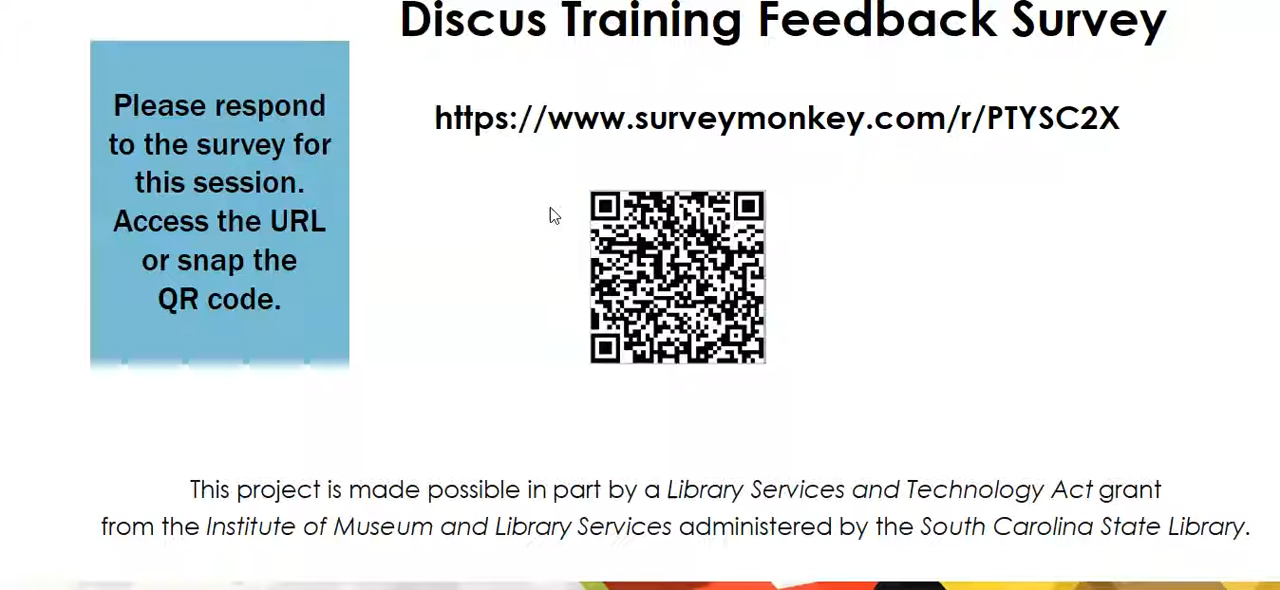 Discus Training Feedback Survey
Please respond
to the survey for
this session.
Access the URL
or snap the
QR code.
https://www.surveymonkey.com/r/PTYSC2X
This project is made possible in part by a Library Services and Technology Act grant
from the Institute of Museum and Library Services administered by the South Carolina State Library.